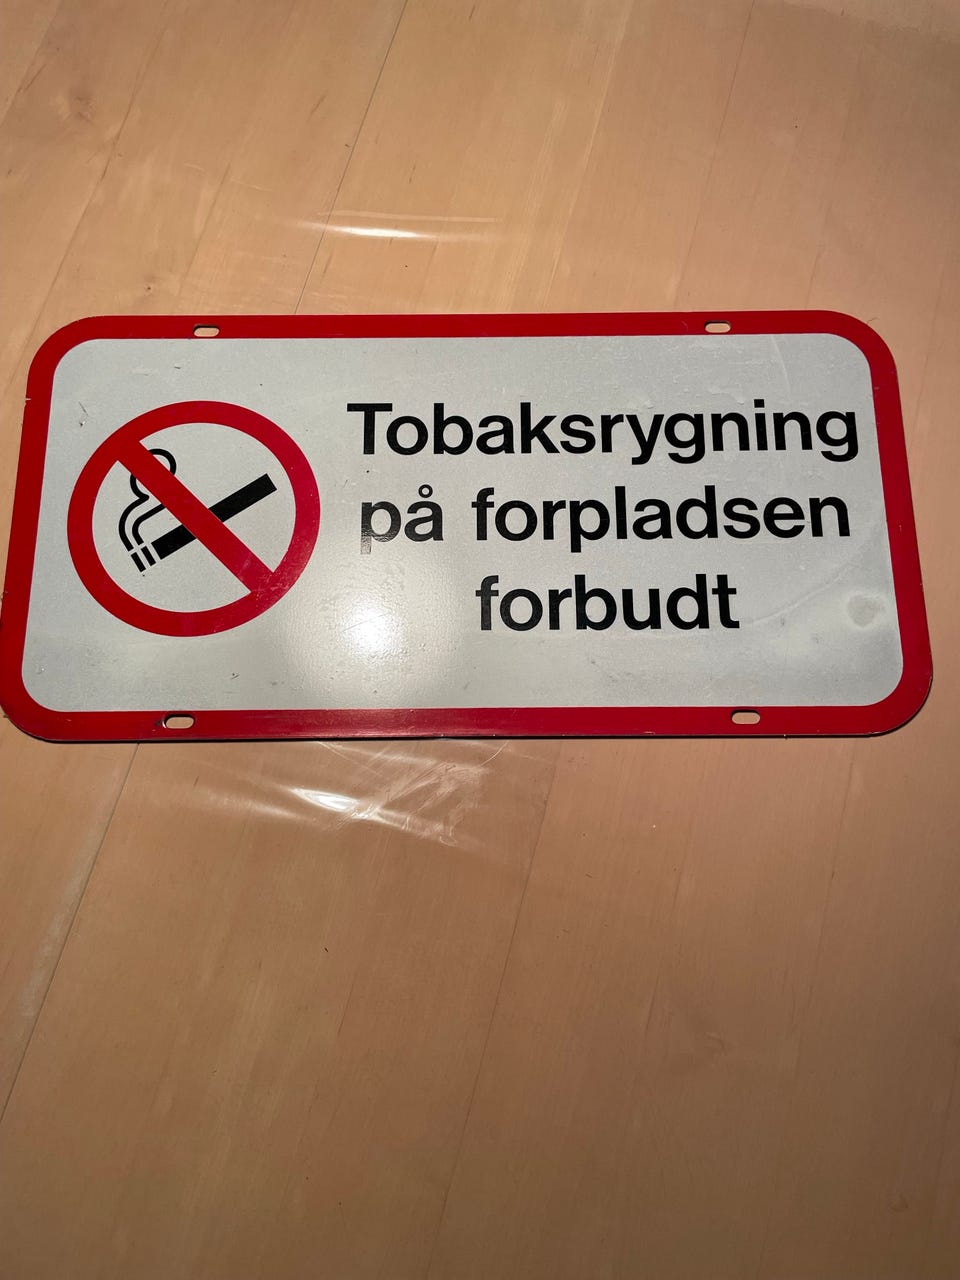 Tobaksrygning
på forpladsen
forbudt